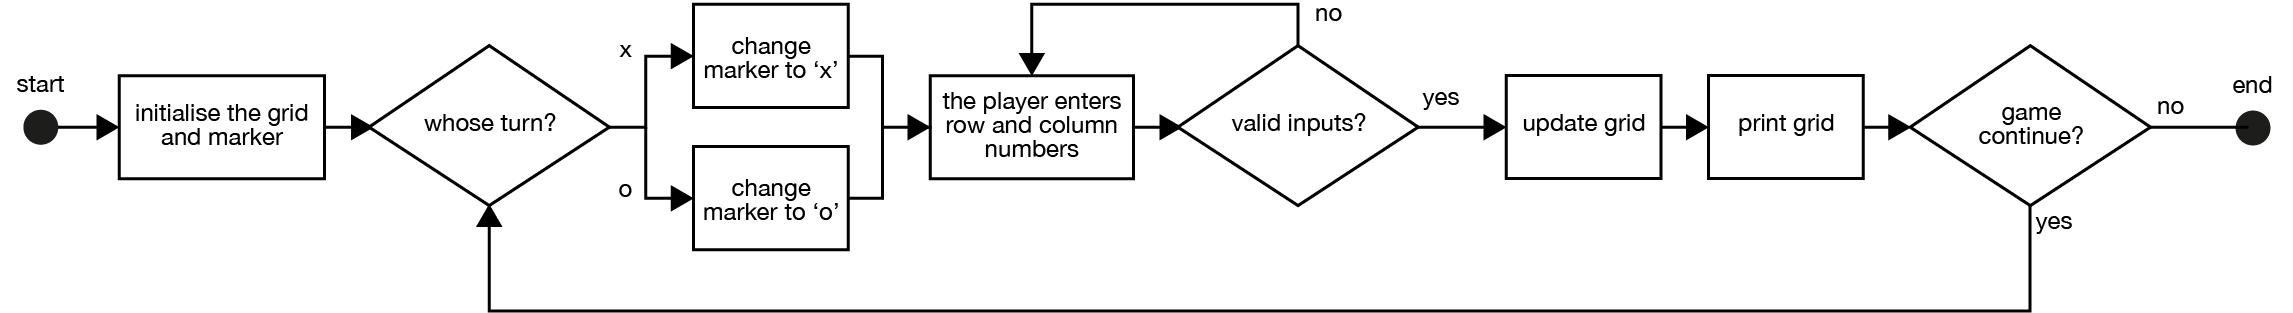 start
initialise the grid
and marker
whose turn?
x
change
marker to ‘x’
o
change
marker to ‘o’
the player enters
row and column
numbers
valid inputs?
no
yes
update grid
print grid
game
continue?
no
yes
end